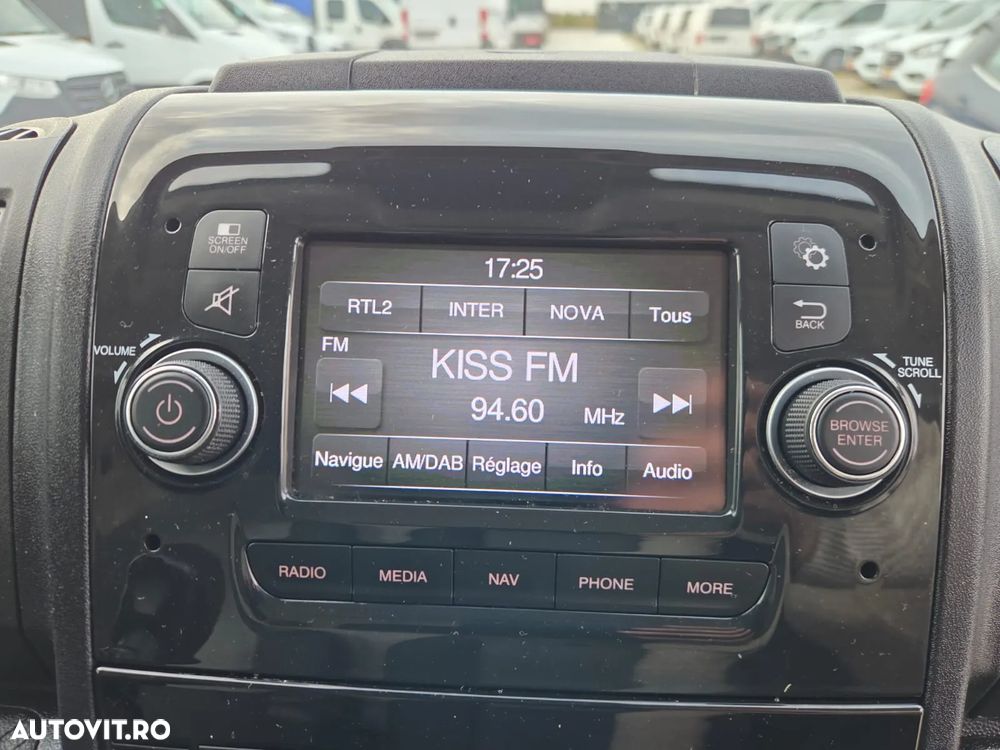 SCREEN
ON/OFF
17:25
RTL2 INTER NOVA Tous
FM
KISS FM
94.60 MHz
Navigue AM/DAB Réglage Info Audio
VOLUME
BACK
TUNE
SCROLL
BROWSE
ENTER
RADIO MEDIA NAV PHONE MORE
AUTOVIT.RO